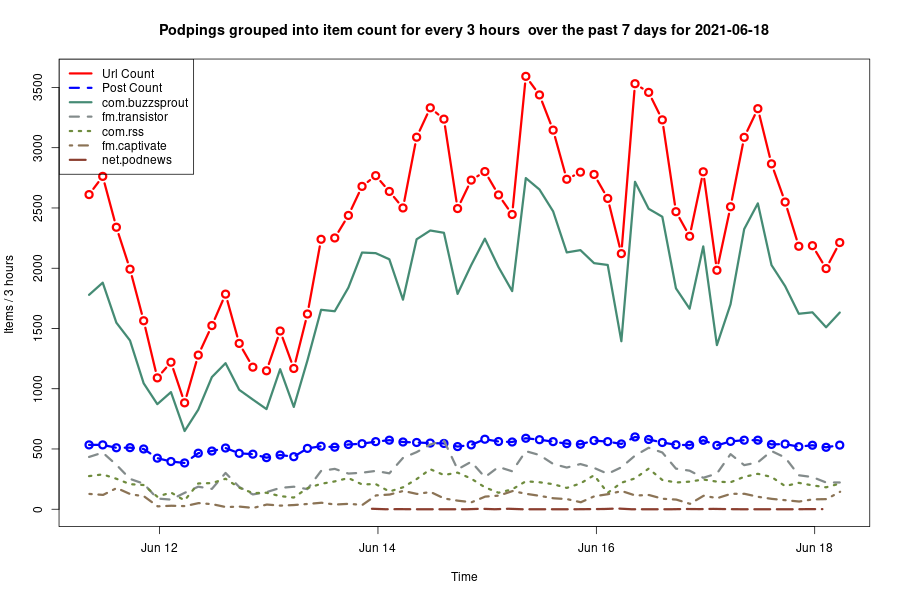 Podpings grouped into item count for every 3 hours  over the past 7 days for 2021-06-18
Url Count
Post Count
com.buzzsprout
fm.transistor
com.rss
fm.captivate
net.podnews
Items / 3 hours
3500
3000
2500
2000
1500
1000
500
0
Jun 12
Jun 14
Jun 16
Jun 18
Time